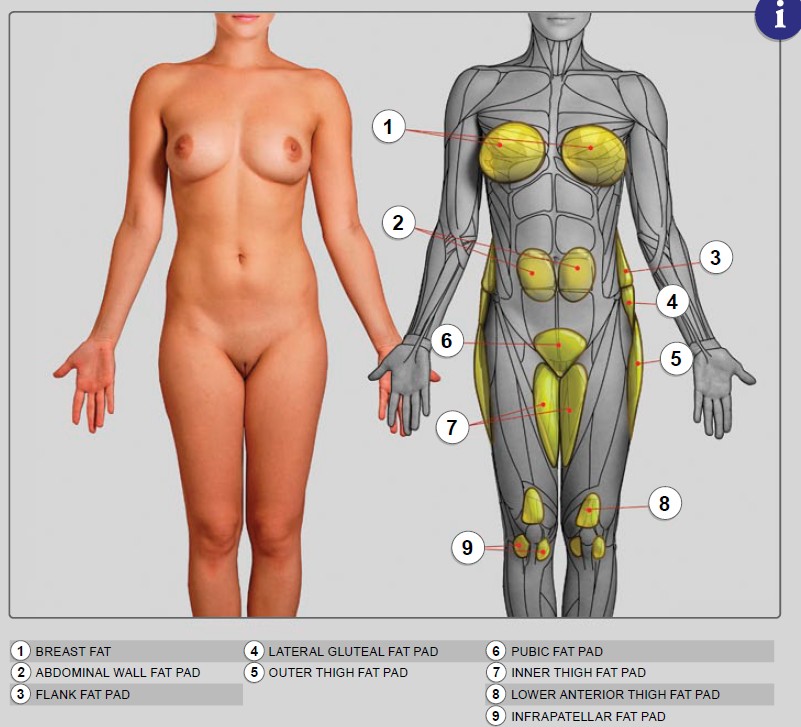 i
1
2
3
4
6
5
7
8
9
1 BREAST FAT
2 ABDOMINAL WALL FAT PAD
3 FLANK FAT PAD
4 LATERAL GLUTEAL FAT PAD
5 OUTER THIGH FAT PAD
6 PUBIC FAT PAD
7 INNER THIGH FAT PAD
8 LOWER ANTERIOR THIGH FAT PAD
9 INFRAPATELLAR FAT PAD